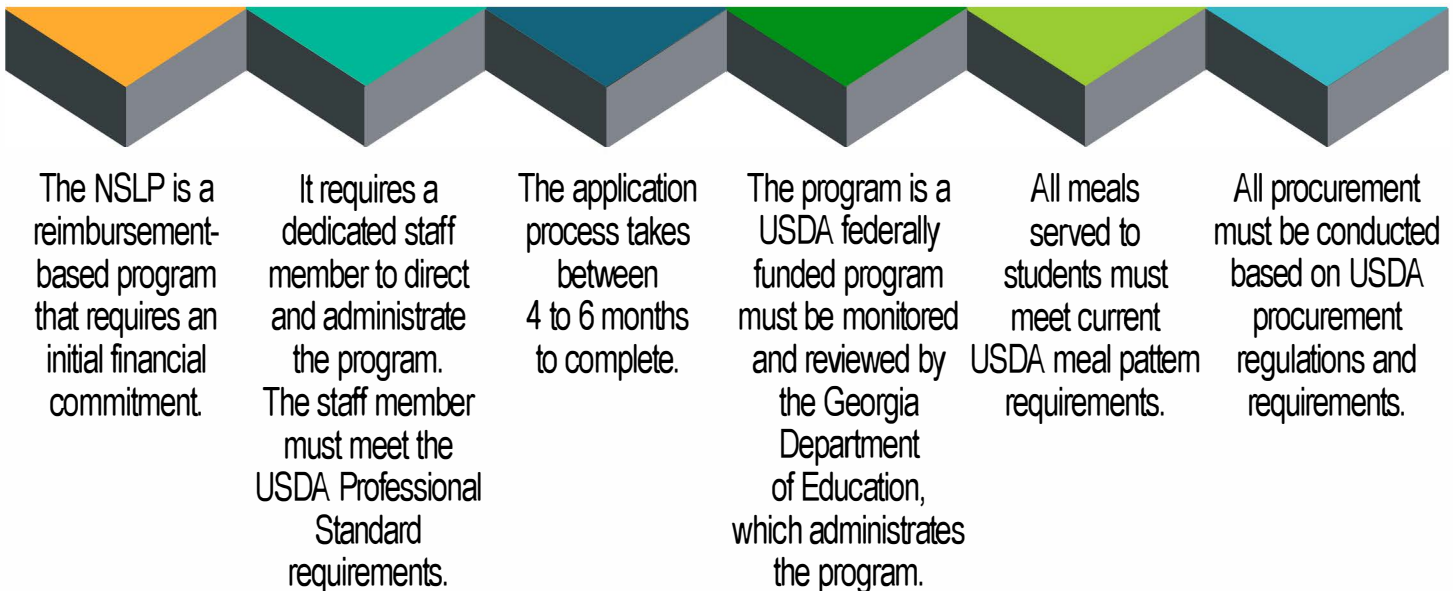 The NSLP is a
reimbursement-
based program
that requires an
initial financial
commitment.
It requires a
dedicated staff
member to direct
and administrate
the program.
The staff member
must meet the
USDA Professional
Standard
requirements.
The application
process takes
between
4 to 6 months
to complete.
The program is a
USDA federally
funded program
must be monitored
and reviewed by
the Georgia
Department
of Education,
which administrates
the program.
All meals
served to
students must
meet current
USDA meal pattern
requirements.
All procurement
must be conducted
based on USDA
procurement
regulations and
requirements.